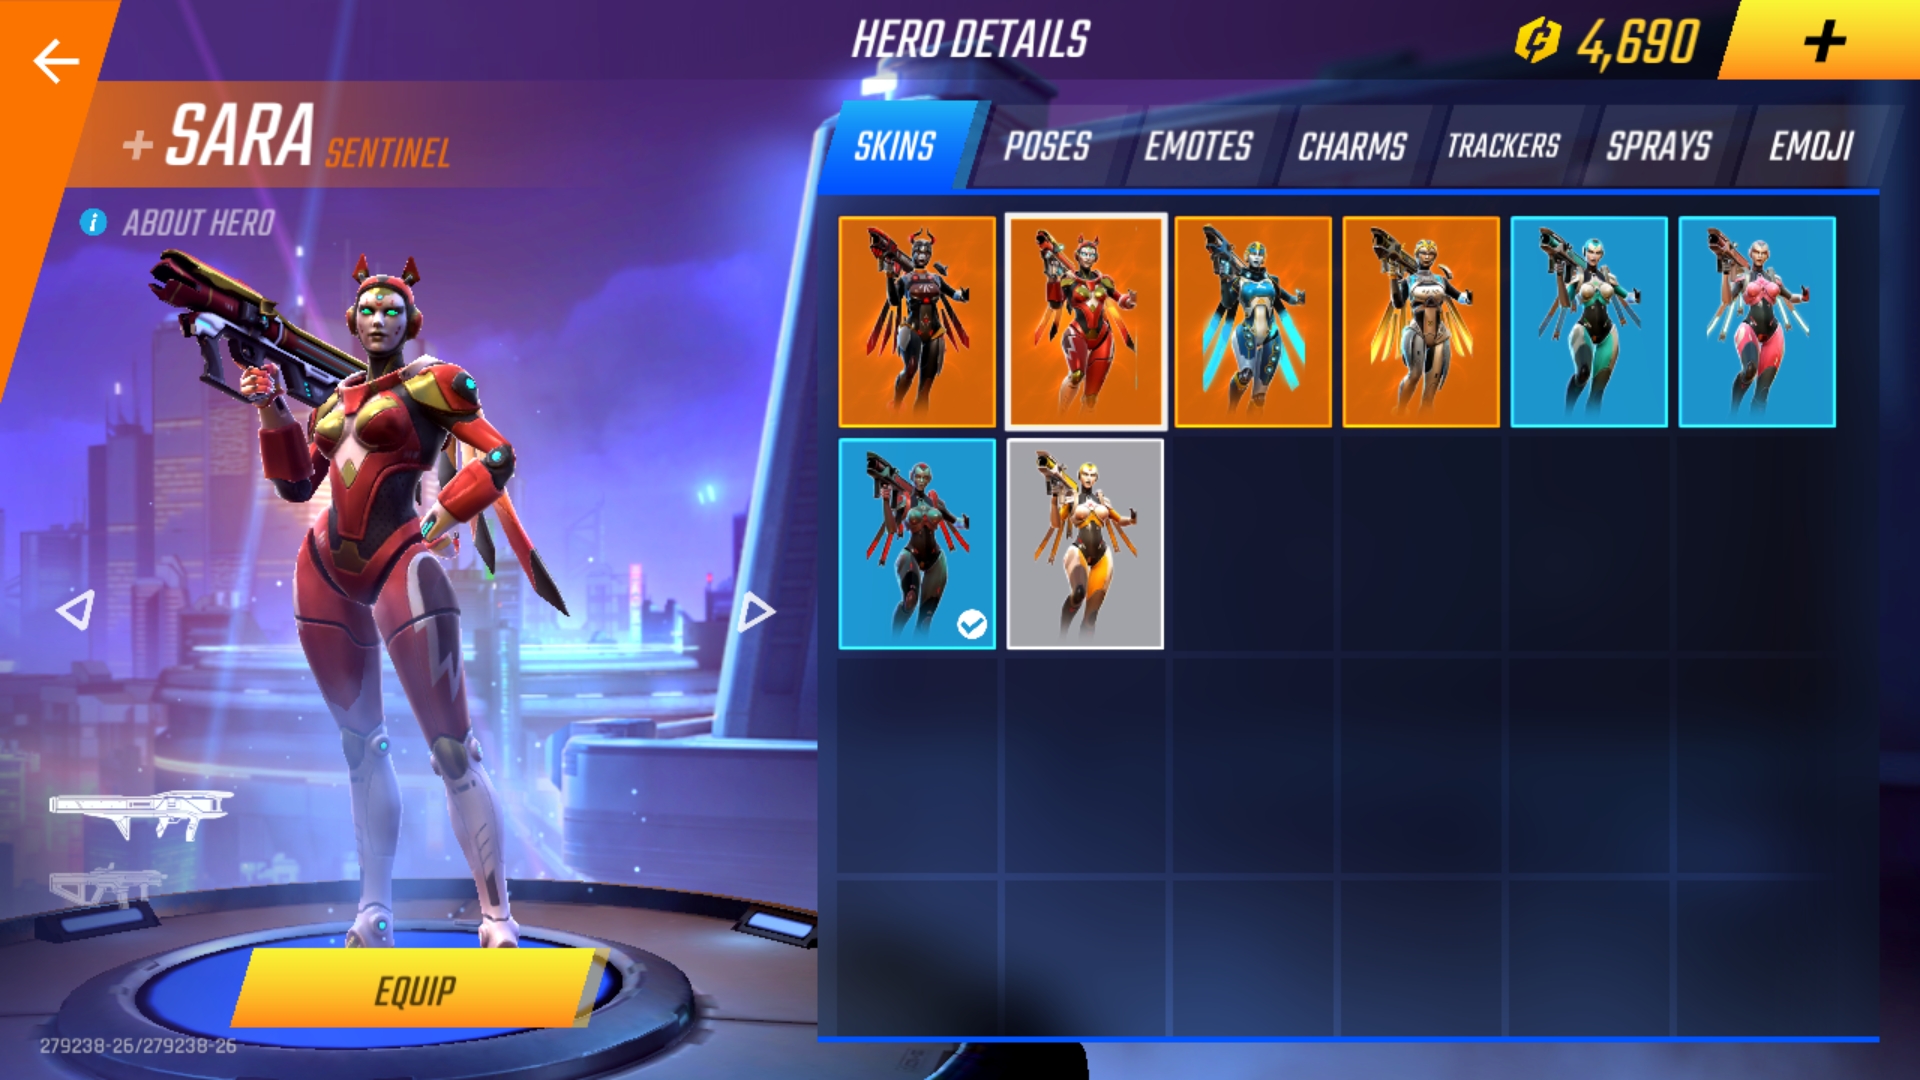 HERO DETAILS
4,690
+
SARA SENTINEL
i ABOUT HERO
SKINS POSES EMOTES CHARMS TRACKERS SPRAYS EMOJI
EQUIP
279238-26/279238-26